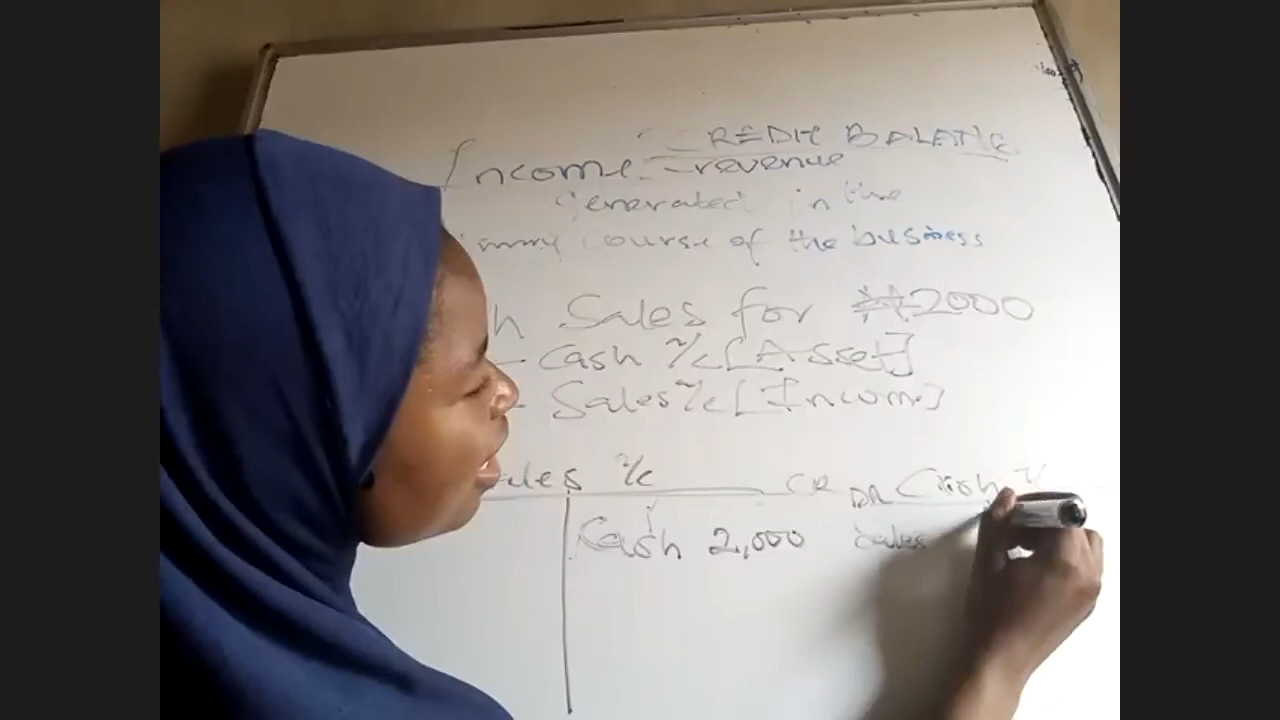 CREDIT BALANCE
Income :- revenue
generated in the
course of the business
h Sales for ₦2000
- Cash %c [Asset]
- Sales %c [Income]
ales %c CR DR Cash
Cash 2,000 Sales